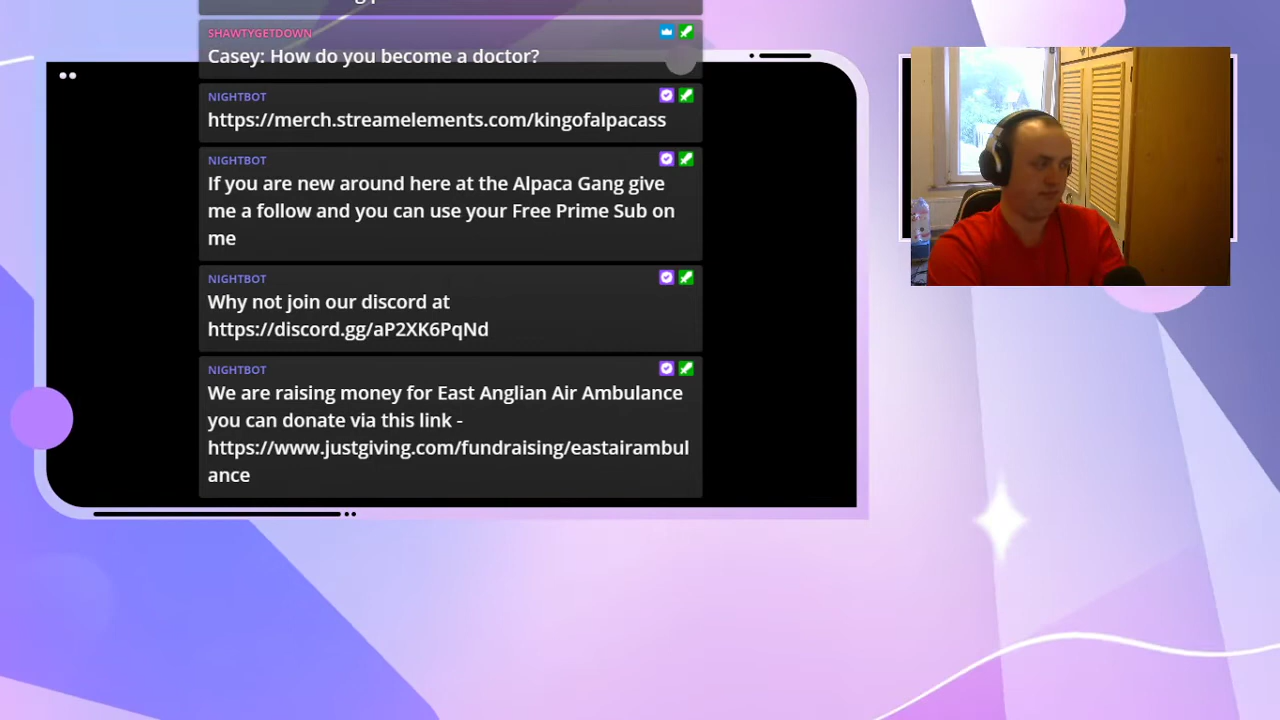 SHAWTYGETDOWN
Casey: How do you become a doctor?
NIGHTBOT
https://merch.streamelements.com/kingofalpacass
NIGHTBOT
If you are new around here at the Alpaca Gang give
me a follow and you can use your Free Prime Sub on
me
NIGHTBOT
Why not join our discord at
https://discord.gg/aP2XK6PqNd
NIGHTBOT
We are raising money for East Anglian Air Ambulance
you can donate via this link -
https://www.justgiving.com/fundraising/eastairambul
ance